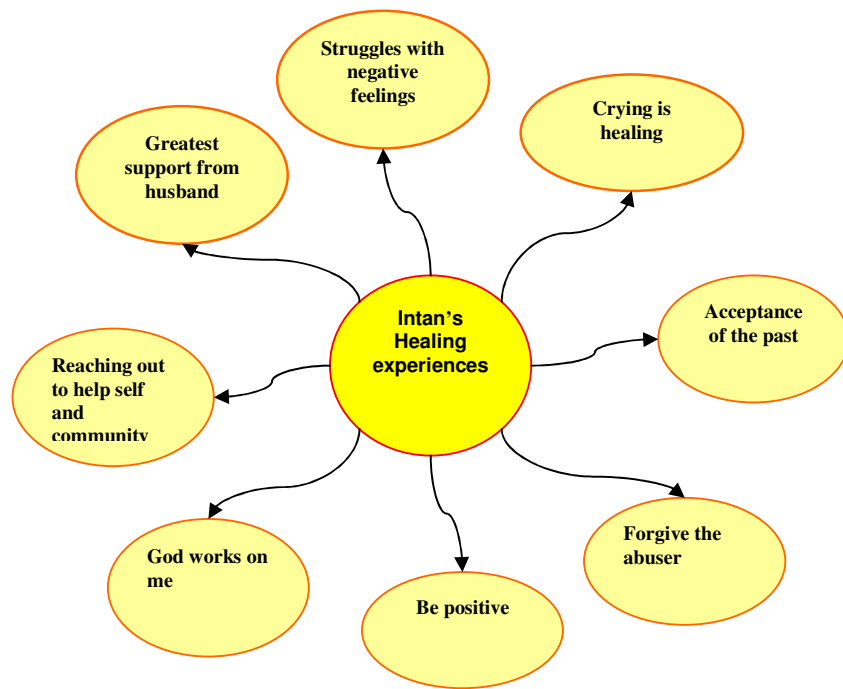 Struggles with
negative
feelings
Crying is
healing
Greatest
support from
husband
Intan’s
Healing
experiences
Acceptance
of the past
Reaching out
to help self
and
community
Forgive the
abuser
God works on
me
Be positive